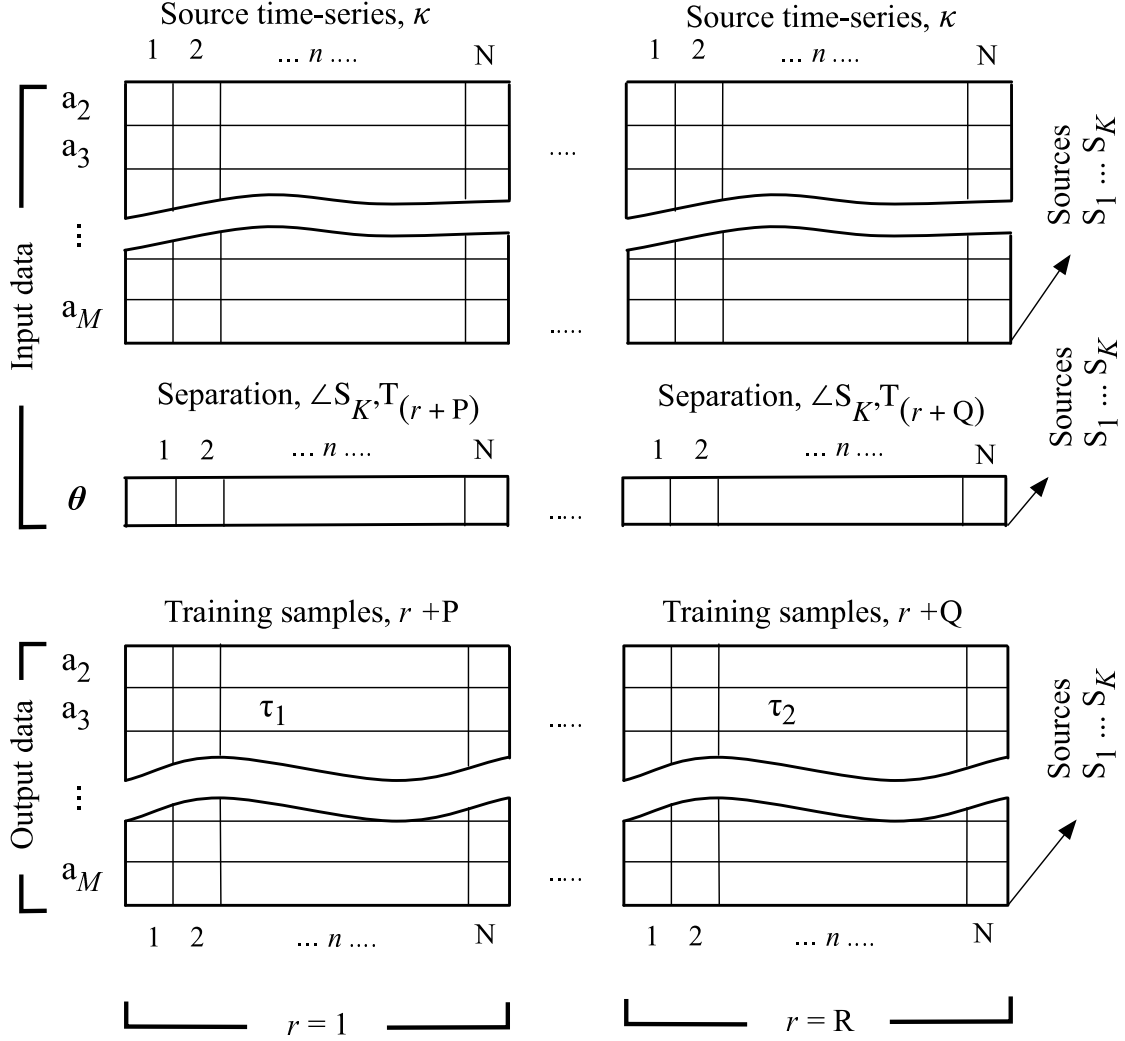 Source time-series, κ
Source time-series, κ
1 2 ... n .... N
1 2 ... n .... N
Input data
a2
a3
...
aM
....
.....
Sources
S1 ... SK
Separation, ∠SK,T(r + P)
Separation, ∠SK,T(r + Q)
1 2 ... n .... N
1 2 ... n .... N
θ
.....
Sources
S1 ... SK
Training samples, r +P
Training samples, r +Q
Output data
a2
a3
...
aM
τ1
τ2
.....
.....
Sources
S1 ... SK
1 2 ... n .... N
1 2 ... n .... N
r = 1
r = R